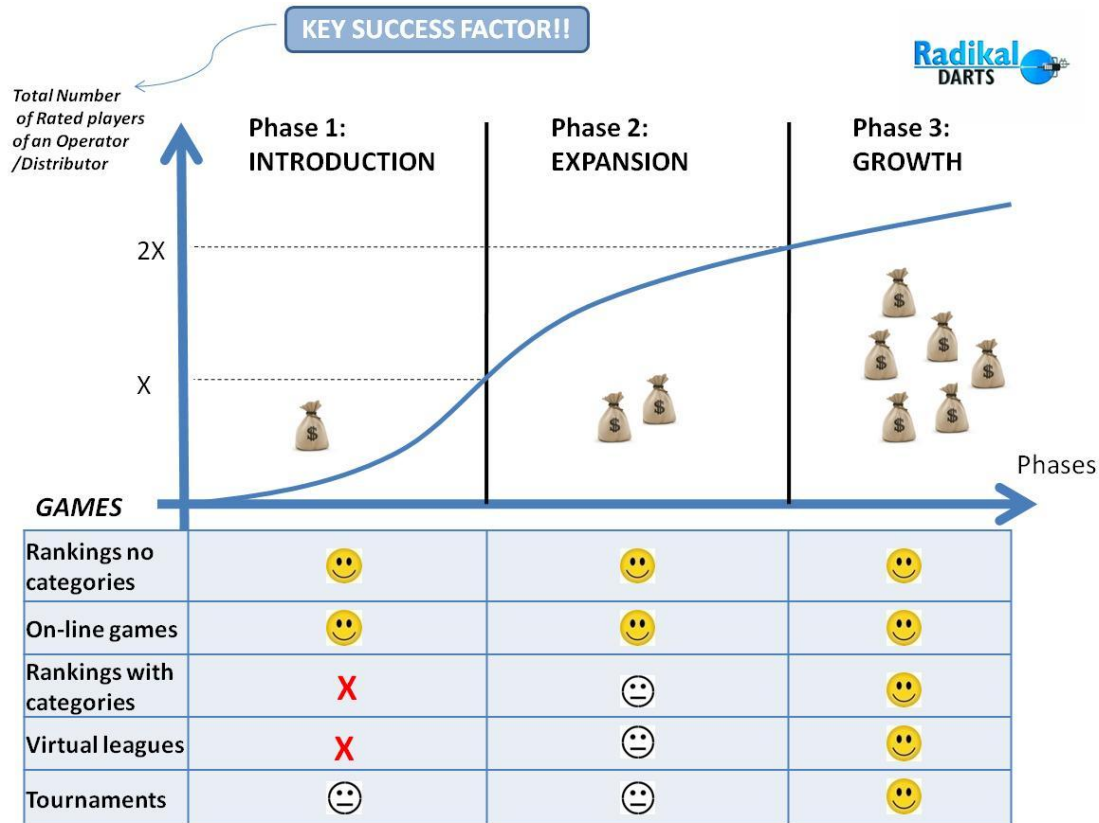 KEY SUCCESS FACTOR!!
Radikal
DARTS
Total Number
of Rated players
of an Operator
/Distributor
Phase 1:
INTRODUCTION
Phase 2:
EXPANSION
Phase 3:
GROWTH
2X
X
$
$
$
$
$
$
$
$
$
Phases
GAMES
Rankings no
categories
On-line games
Rankings with
categories
X
Virtual leagues
X
Tournaments